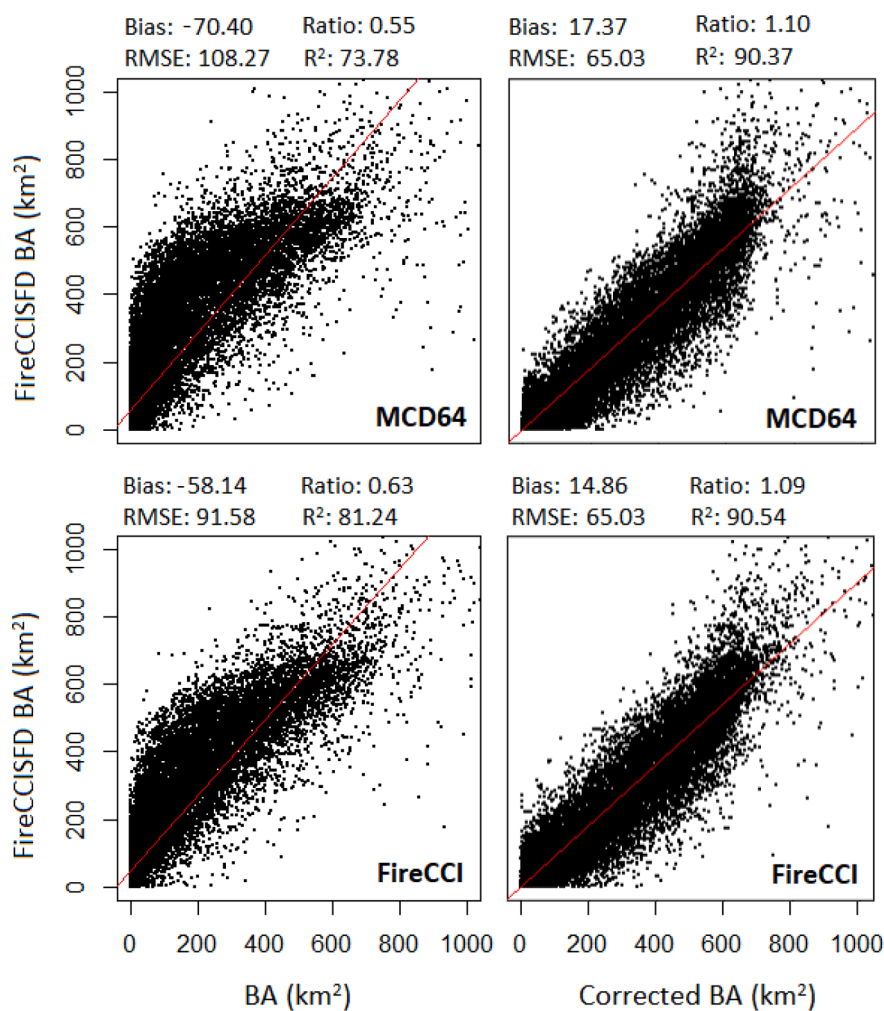 Bias: -70.40 Ratio: 0.55
RMSE: 108.27 R²: 73.78
Bias: 17.37 Ratio: 1.10
RMSE: 65.03 R²: 90.37
FireCCISFD BA (km²)
1000
800
600
400
200
0
MCD64
MCD64
Bias: -58.14 Ratio: 0.63
RMSE: 91.58 R²: 81.24
Bias: 14.86 Ratio: 1.09
RMSE: 65.03 R²: 90.54
FireCCISFD BA (km²)
1000
800
600
400
200
0
FireCCI
FireCCI
0 200 400 600 800 1000
0 200 400 600 800 1000
BA (km²)
Corrected BA (km²)